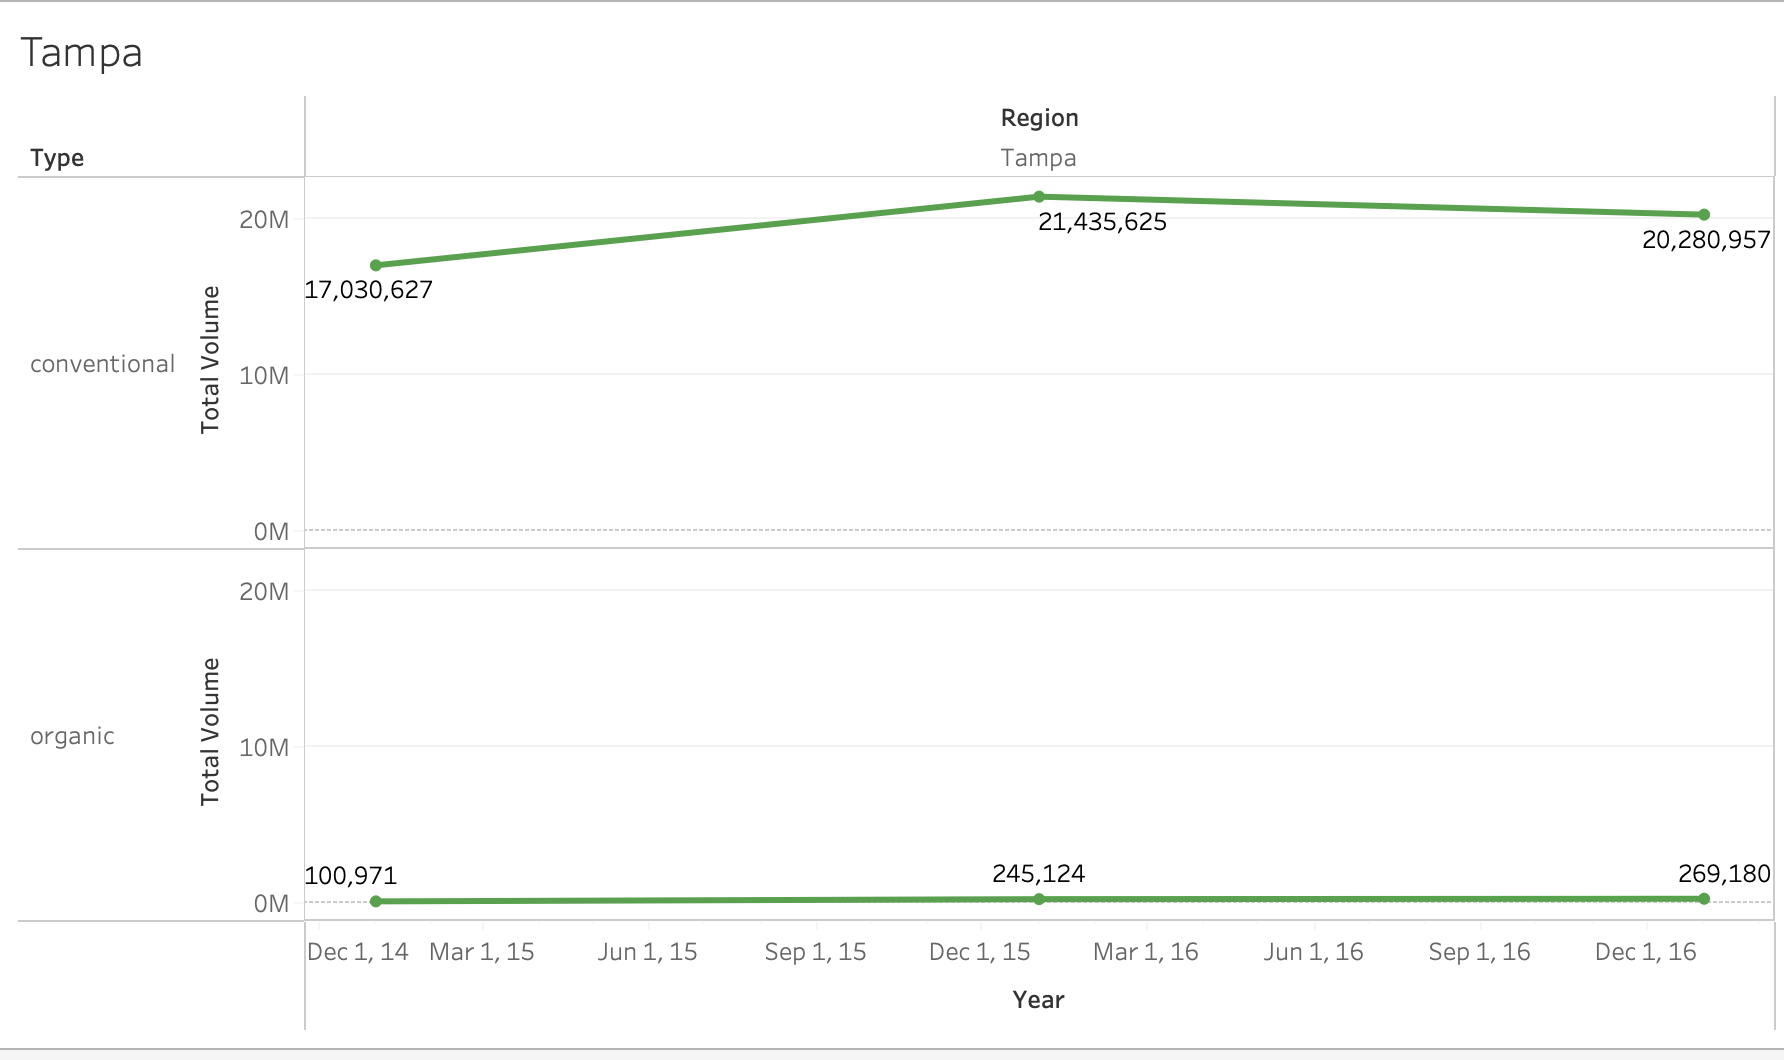 Tampa
Region
Type
Tampa
20M
21,435,625
20,280,957
17,030,627
conventional
Total Volume
10M
0M
20M
organic
Total Volume
10M
100,971
245,124
269,180
0M
Dec 1, 14 Mar 1, 15 Jun 1, 15 Sep 1, 15 Dec 1, 15 Mar 1, 16 Jun 1, 16 Sep 1, 16 Dec 1, 16
Year